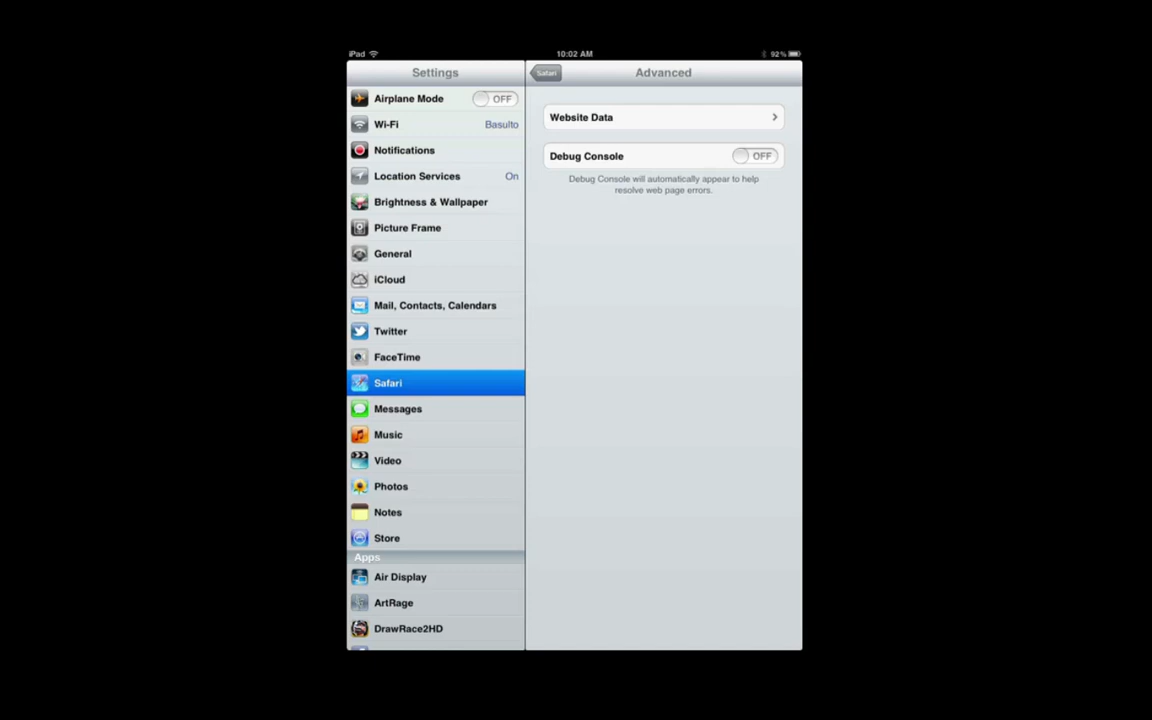 iPad
10:02 AM
92%
Settings
Safari
Advanced
Airplane Mode
OFF
Wi-Fi
Basulto
Notifications
Location Services
On
Brightness & Wallpaper
Picture Frame
General
iCloud
Mail, Contacts, Calendars
Twitter
FaceTime
Safari
Messages
Music
Video
Photos
Notes
Store
Apps
Air Display
ArtRage
DrawRace2HD
Website Data
Debug Console
OFF
Debug Console will automatically appear to help
resolve web page errors.